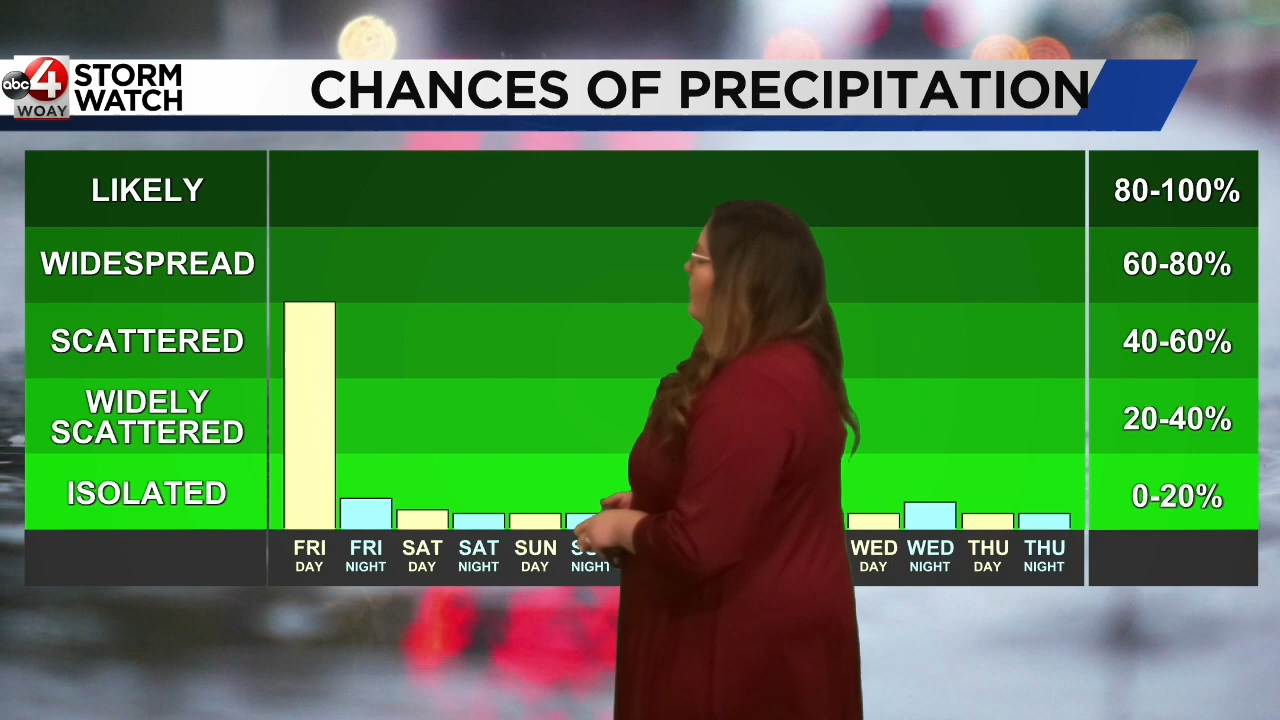 abc 4
WOAY
STORM
WATCH
CHANCES OF PRECIPITATION
LIKELY
80-100%
WIDESPREAD
60-80%
SCATTERED
40-60%
WIDELY
SCATTERED
20-40%
ISOLATED
0-20%
FRI FRI SAT SAT SUN WED WED THU THU
DAY NIGHT DAY NIGHT DAY NIGHT DAY NIGHT DAY NIGHT